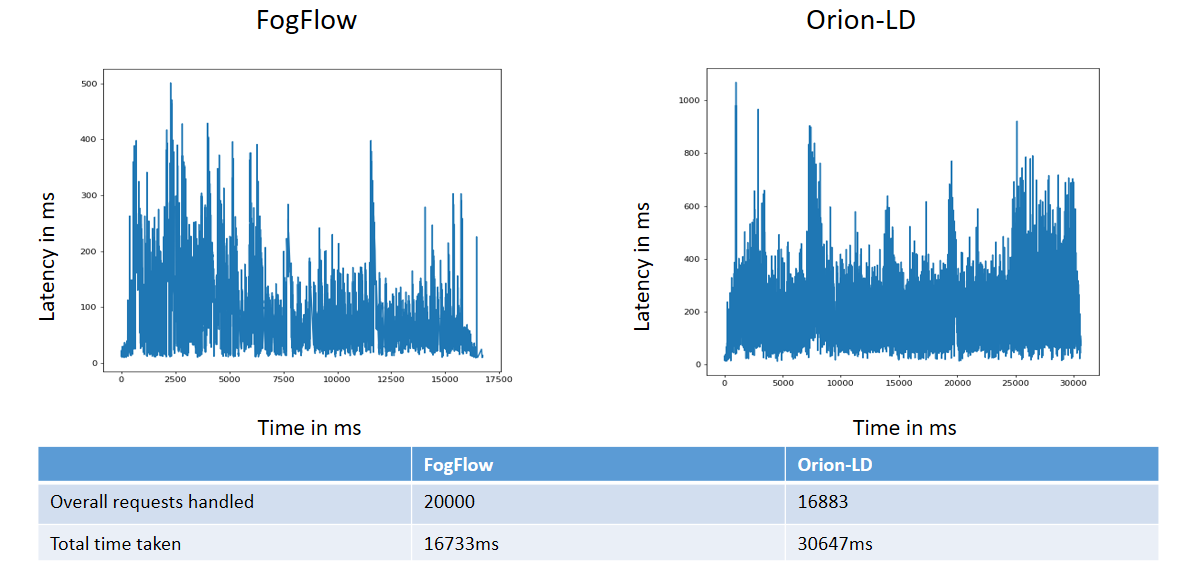 FogFlow
Orion-LD
500
400
300
200
100
0
Latency in ms
0 2500 5000 7500 10000 12500 15000 17500
Time in ms
1000
800
600
400
200
0
Latency in ms
0 5000 10000 15000 20000 25000 30000
Time in ms
FogFlow Orion-LD
Overall requests handled 20000 16883
Total time taken 16733ms 30647ms